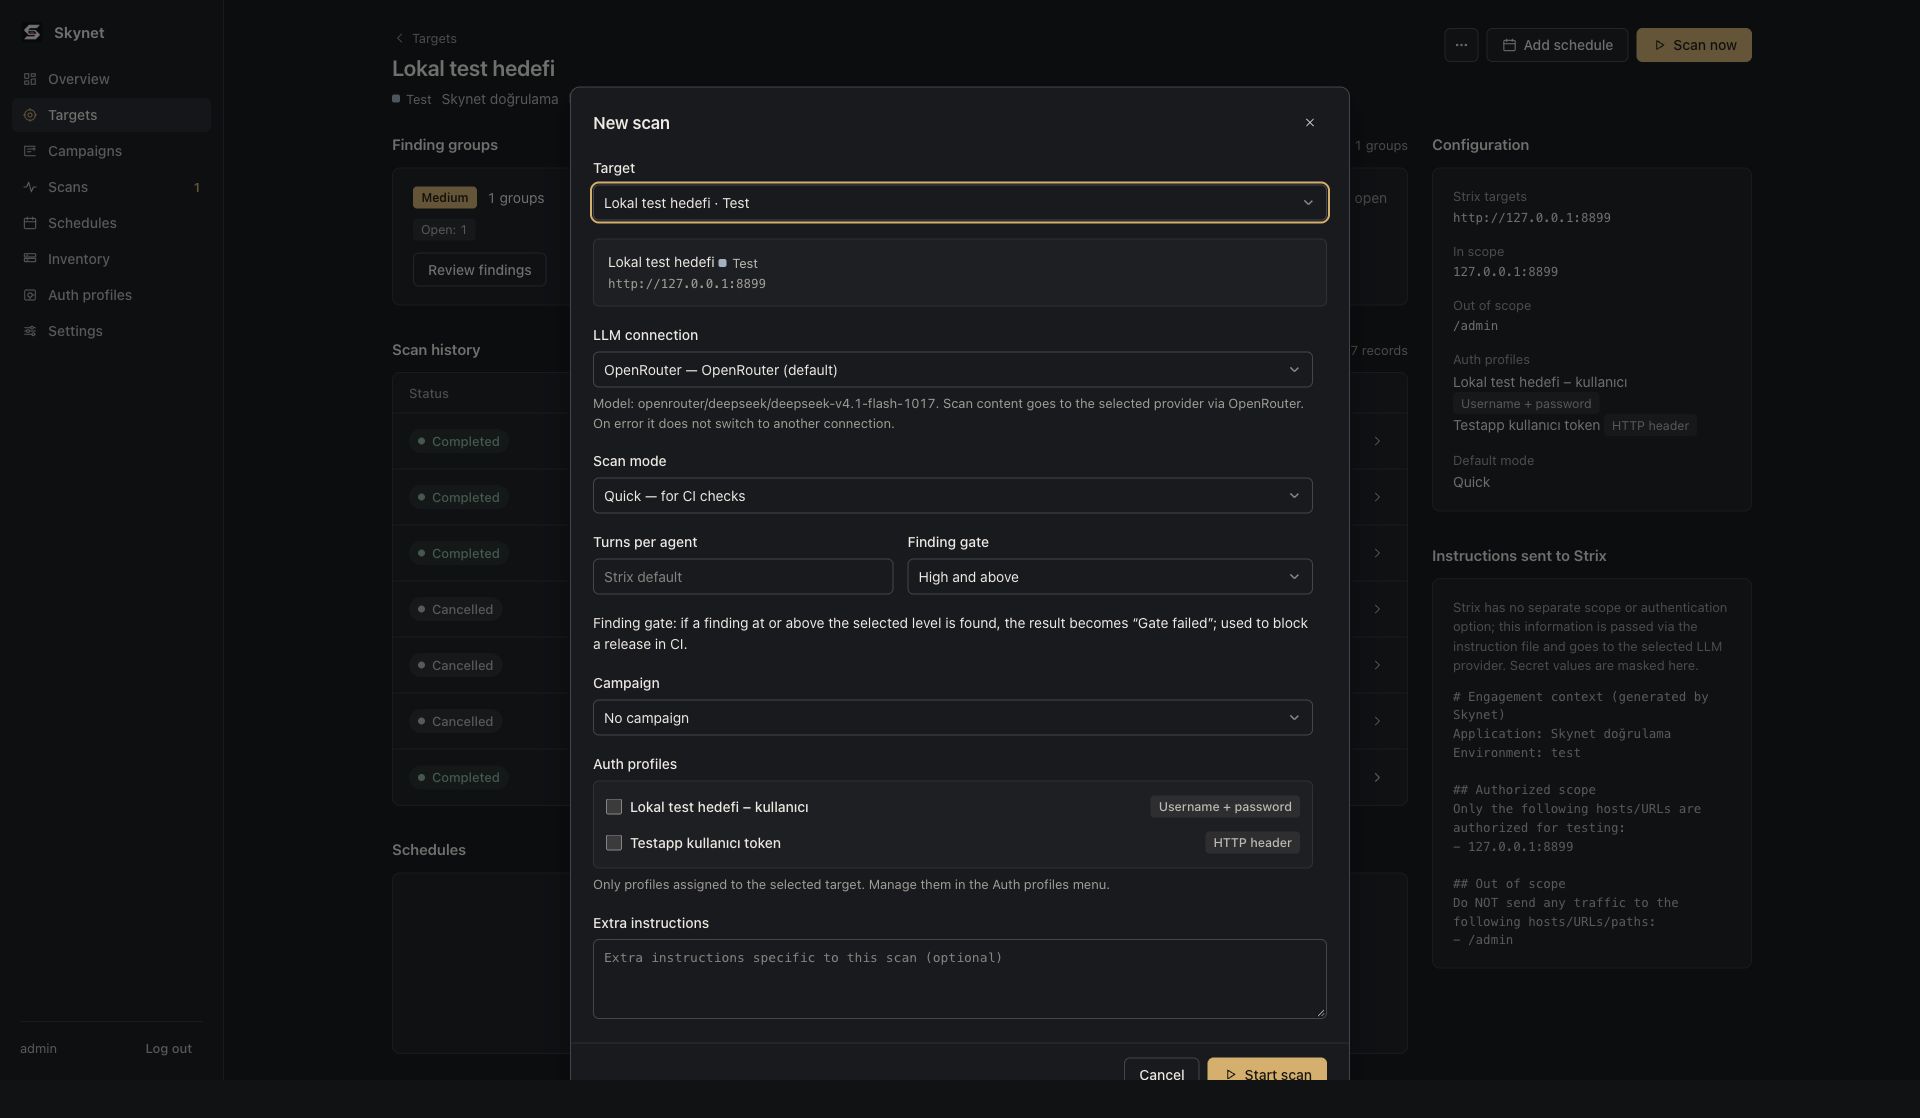 Skynet
Overview
Targets
Campaigns
Scans 1
Schedules
Inventory
Auth profiles
Settings
admin
Log out
Targets
Lokal test hedefi
Test Skynet doğrulama
... Add schedule Scan now
Finding groups
1 groups
Medium 1 groups
open
Open: 1
Review findings
Scan history
7 records
Status
Completed
Completed
Completed
Cancelled
Cancelled
Cancelled
Completed
Schedules
New scan
Target
Lokal test hedefi · Test
Lokal test hedefi Test
http://127.0.0.1:8899
LLM connection
OpenRouter — OpenRouter (default)
Model: openrouter/deepseek/deepseek-v4.1-flash-1017. Scan content goes to the selected provider via OpenRouter.
On error it does not switch to another connection.
Scan mode
Quick — for CI checks
Turns per agent Finding gate
Strix default High and above
Finding gate: if a finding at or above the selected level is found, the result becomes “Gate failed”; used to block
a release in CI.
Campaign
No campaign
Auth profiles
Lokal test hedefi – kullanıcı Username + password
Testapp kullanıcı token HTTP header
Only profiles assigned to the selected target. Manage them in the Auth profiles menu.
Extra instructions
Extra instructions specific to this scan (optional)
Cancel Start scan
Configuration
Strix targets
http://127.0.0.1:8899
In scope
127.0.0.1:8899
Out of scope
/admin
Auth profiles
Lokal test hedefi – kullanıcı
Username + password
Testapp kullanıcı token HTTP header
Default mode
Quick
Instructions sent to Strix
Strix has no separate scope or authentication
option; this information is passed via the
instruction file and goes to the selected LLM
provider. Secret values are masked here.
# Engagement context (generated by
Skynet)
Application: Skynet doğrulama
Environment: test
## Authorized scope
Only the following hosts/URLs are
authorized for testing:
- 127.0.0.1:8899
## Out of scope
Do NOT send any traffic to the
following hosts/URLs/paths:
- /admin